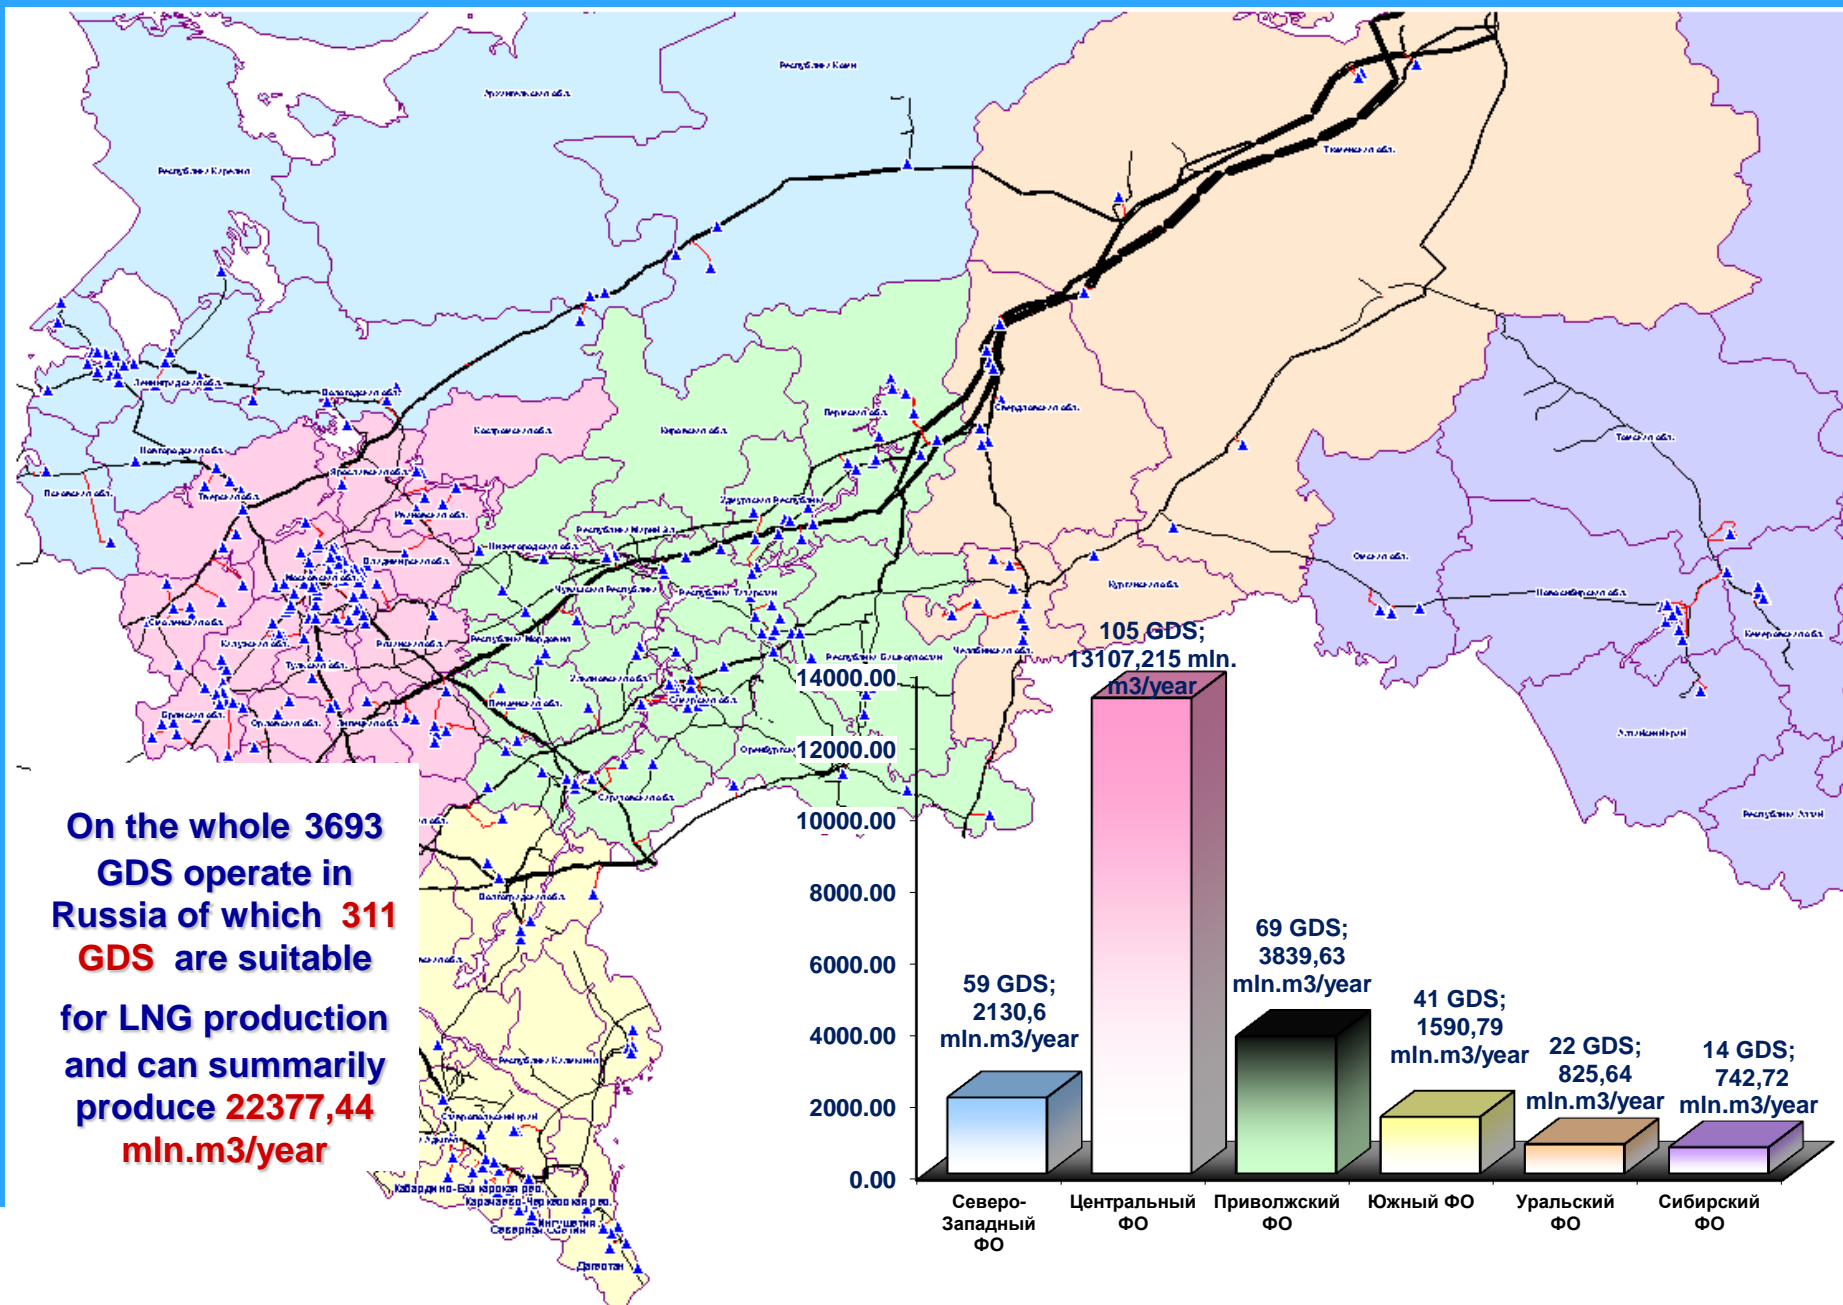 Республика Коми
Архангельская обл.
Республика Карелия
Тюменская обл.
Ленинградская обл.
Вологодская обл.
Костромская обл.
Кировская обл.
Пермская обл.
Свердловская обл.
Томская обл.
Новгородская обл.
Псковская обл.
Тверская обл.
Ярославская обл.
Ивановская обл.
Удмуртская Республика
Республика Марий Эл
Нижегородская обл.
Владимирская обл.
Московская обл.
Чувашская Республика
Республика Татарстан
Курганская обл.
Омская обл.
Новосибирская обл.
Кемеровская обл.
Смоленская обл.
Калужская обл.
Рязанская обл.
Тульская обл.
Республика Мордовия
Республика Башкортостан
Челябинская обл.
Ульяновская обл.
Самарская обл.
Пензенская обл.
Брянская обл.
Орловская обл.
Липецкая обл.
Саратовская обл.
Алтайский край
Республика Алтай
Волгоградская обл.
Республика Калмыкия
Ставропольский край
Кабардино-Балкарская рес.
Карачаево-Черкесская рес.
Ингушетия
Северная Осетия
Дагестан
On the whole 3693
GDS operate in
Russia of which 311
GDS are suitable
for LNG production
and can summarily
produce 22377,44
mln.m3/year
14000.00
12000.00
10000.00
8000.00
6000.00
4000.00
2000.00
0.00
59 GDS;
2130,6
mln.m3/year
105 GDS;
13107,215 mln.
m3/year
69 GDS;
3839,63
mln.m3/year
41 GDS;
1590,79
mln.m3/year
22 GDS;
825,64
mln.m3/year
14 GDS;
742,72
mln.m3/year
Северо-
Западный
ФО
Центральный
ФО
Приволжский
ФО
Южный ФО
Уральский
ФО
Сибирский
ФО